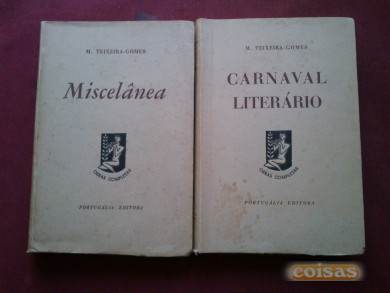 M. TEIXEIRA-GOMES
Miscelânea
OBRAS COMPLETAS
PORTUGÁLIA EDITORA
M. TEIXEIRA-GOMES
CARNAVAL
LITERÁRIO
OBRAS COMPLETAS
PORTUGÁLIA EDITORA
coisas